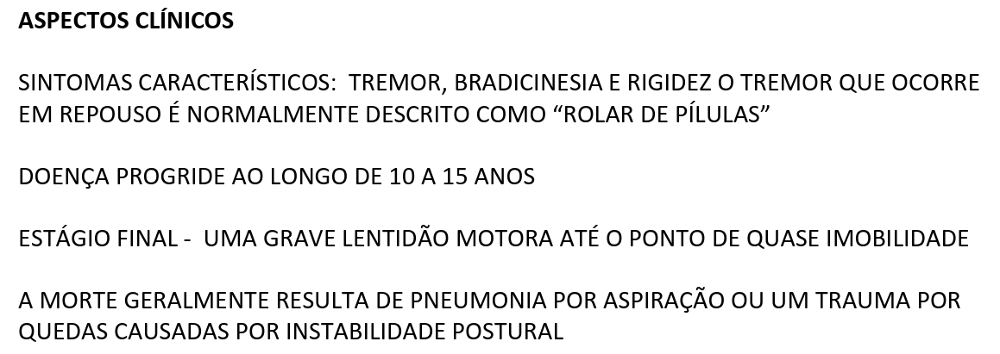 ASPECTOS CLÍNICOS
SINTOMAS CARACTERÍSTICOS:  TREMOR, BRADICINESIA E RIGIDEZ O TREMOR QUE OCORRE
EM REPOUSO É NORMALMENTE DESCRITO COMO “ROLAR DE PÍLULAS”
DOENÇA PROGRIDE AO LONGO DE 10 A 15 ANOS
ESTÁGIO FINAL -  UMA GRAVE LENTIDÃO MOTORA ATÉ O PONTO DE QUASE IMOBILIDADE
A MORTE GERALMENTE RESULTA DE PNEUMONIA POR ASPIRAÇÃO OU UM TRAUMA POR
QUEDAS CAUSADAS POR INSTABILIDADE POSTURAL